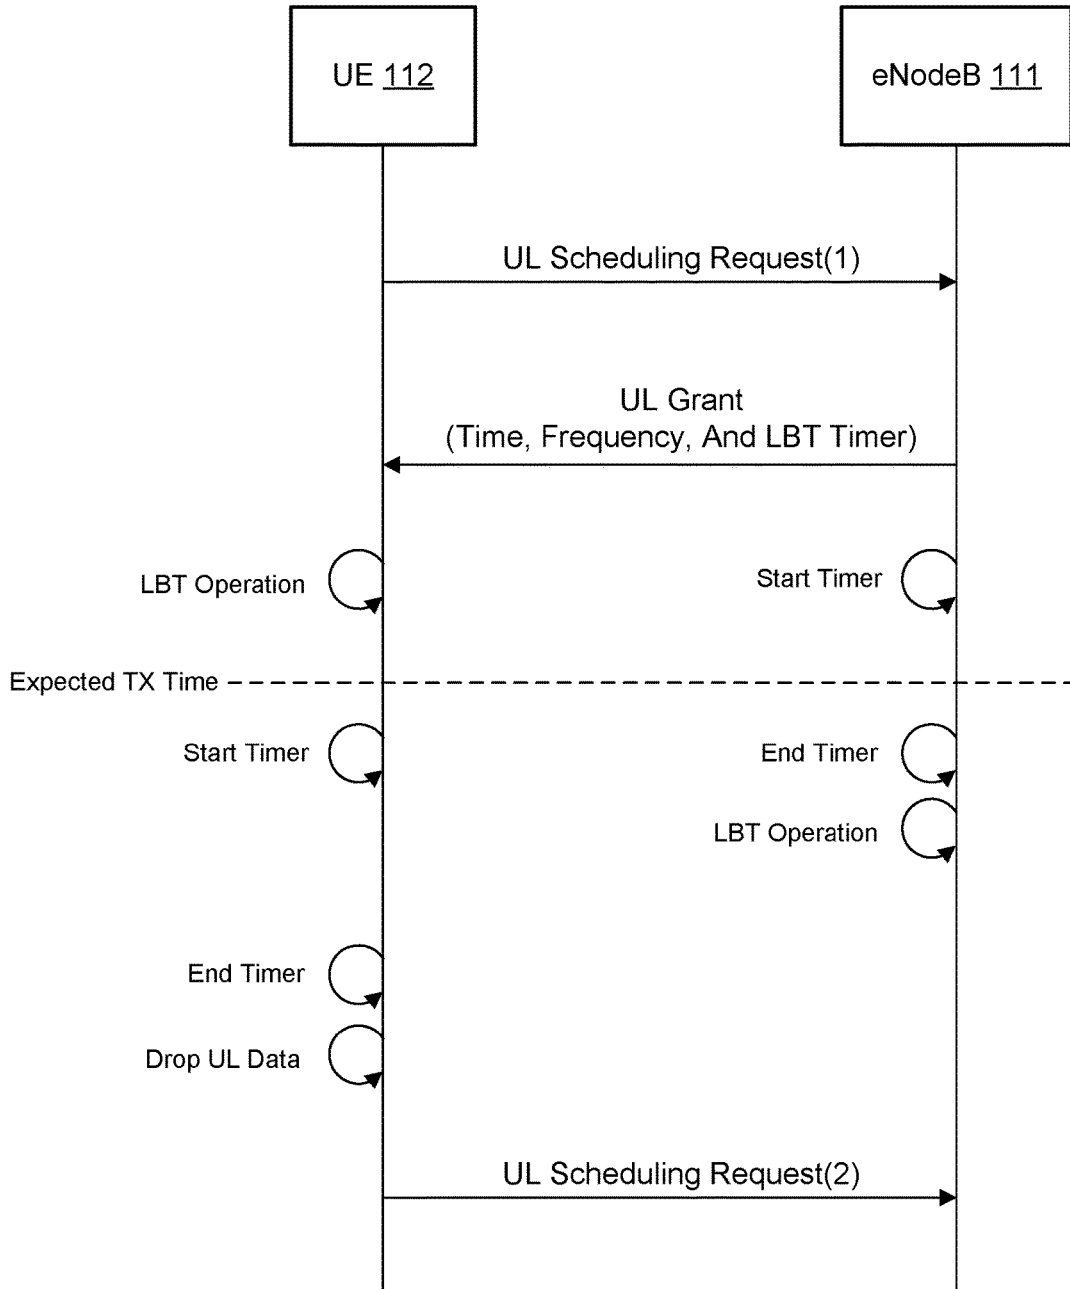 UE 112
eNodeB 111
UL Scheduling Request(1)
UL Grant
(Time, Frequency, And LBT Timer)
LBT Operation
Start Timer
Expected TX Time
Start Timer
End Timer
LBT Operation
End Timer
Drop UL Data
UL Scheduling Request(2)